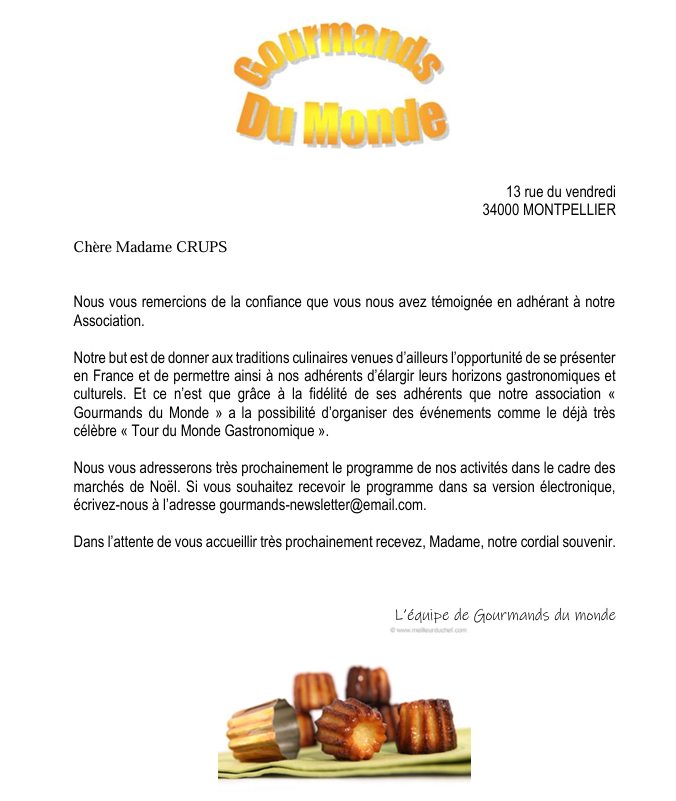 Gourmands
Du Monde
13 rue du vendredi
34000 MONTPELLIER
Chère Madame CRUPS
Nous vous remercions de la confiance que vous nous avez témoignée en adhérant à notre
Association.
Notre but est de donner aux traditions culinaires venues d’ailleurs l’opportunité de se présenter
en France et de permettre ainsi à nos adhérents d’élargir leurs horizons gastronomiques et
culturels. Et ce n’est que grâce à la fidélité de ses adhérents que notre association «
Gourmands du Monde » a la possibilité d’organiser des événements comme le déjà très
célèbre « Tour du Monde Gastronomique ».
Nous vous adresserons très prochainement le programme de nos activités dans le cadre des
marchés de Noël. Si vous souhaitez recevoir le programme dans sa version électronique,
écrivez-nous à l’adresse gourmands-newsletter@email.com.
Dans l’attente de vous accueillir très prochainement recevez, Madame, notre cordial souvenir.
L’équipe de Gourmands du monde
© www.meilleurduchef.com